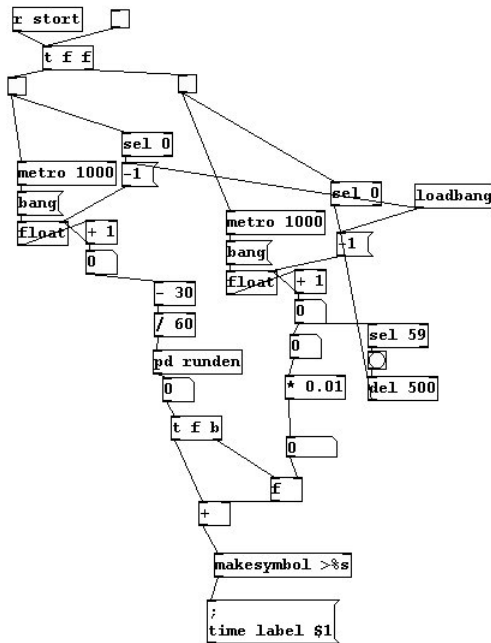 r stort
t f f
sel 0
metro 1000
-1
sel 0
loadbang
bang
metro 1000
float
+ 1
bang
-1
0
float
+ 1
- 30
0
/ 60
sel 59
0
pd runden
0
* 0.01
del 500
t f b
0
f
+
makesymbol >%s
;
time label $1